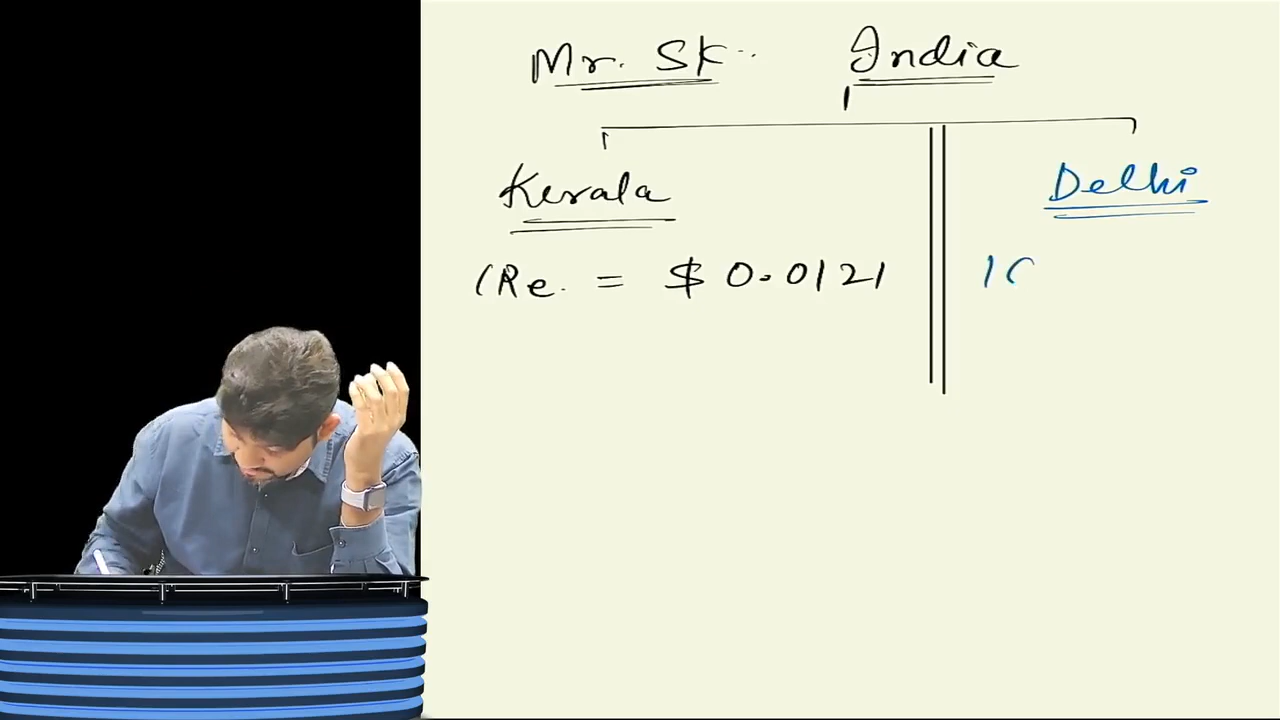 Mr. SK.. India
Kerala Delhi
1Re. = $ 0.0121